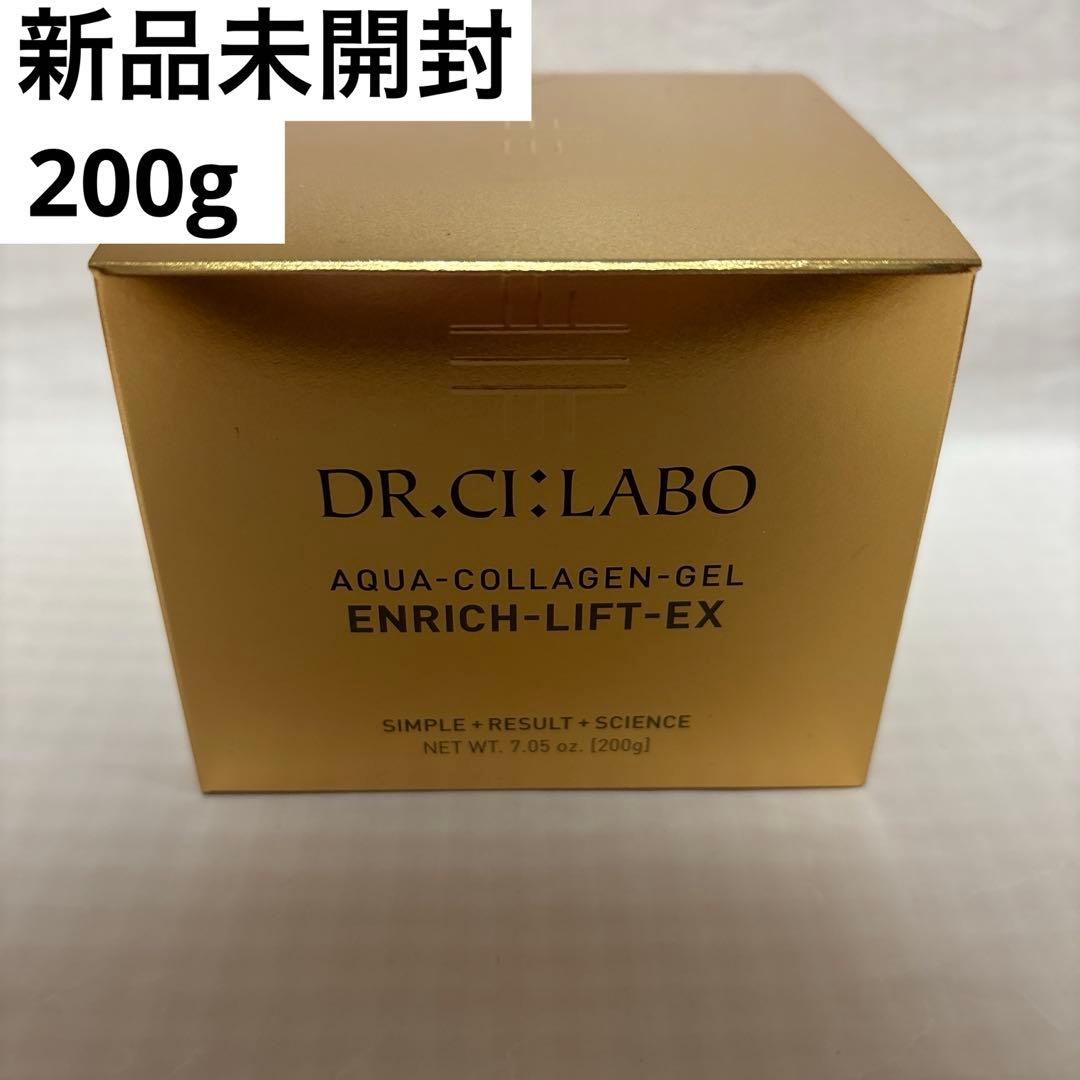 新品未開封
200g
DR.CI:LABO
AQUA-COLLAGEN-GEL
ENRICH-LIFT-EX
SIMPLE + RESULT + SCIENCE
NET WT. 7.05 oz. [200g]